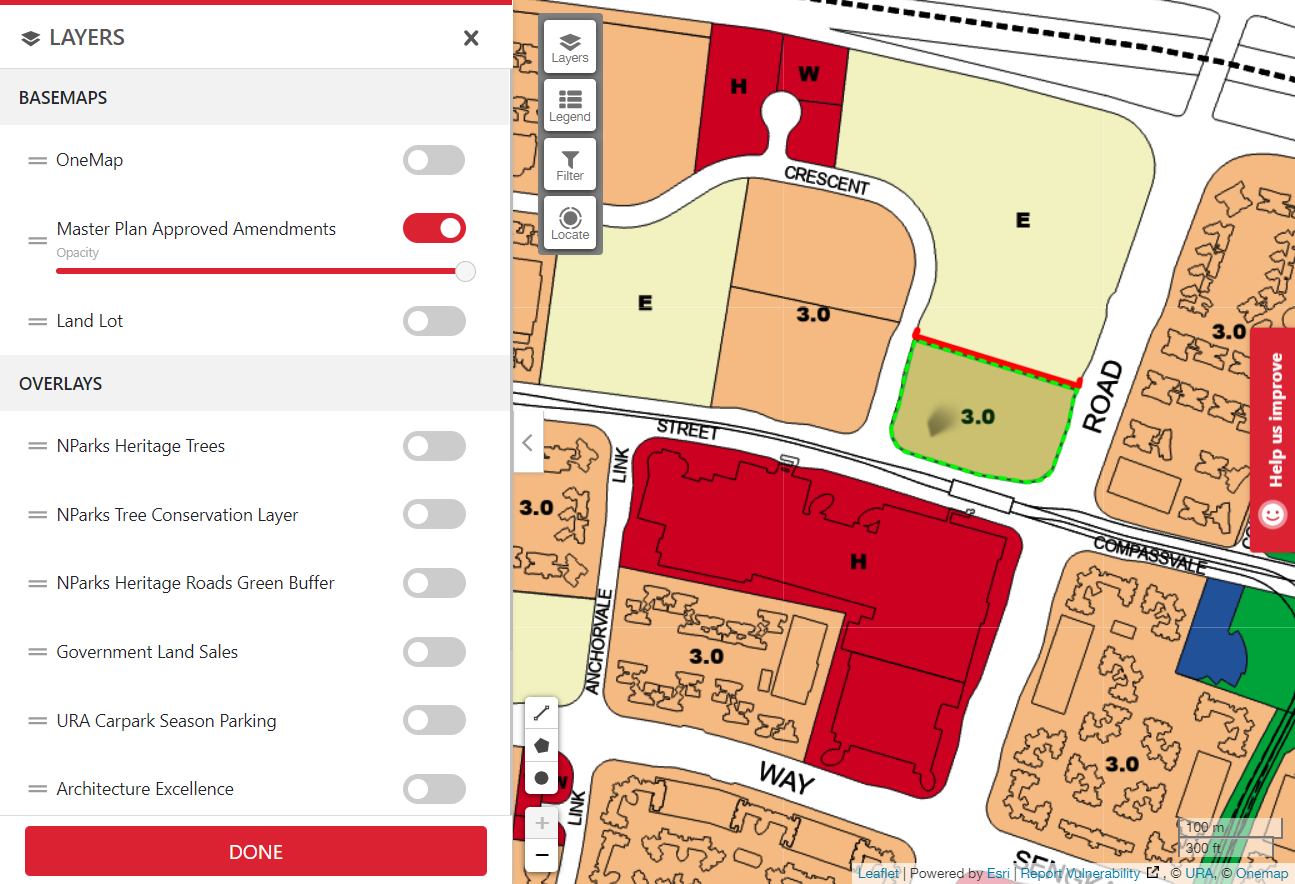 LAYERS
BASEMAPS
OneMap
Master Plan Approved Amendments
Opacity
Land Lot
OVERLAYS
NParks Heritage Trees
NParks Tree Conservation Layer
NParks Heritage Roads Green Buffer
Government Land Sales
URA Carpark Season Parking
Architecture Excellence
DONE
Layers
Legend
Filter
Locate
H
W
CRESCENT
E
E
3.0
3.0
3.0
ROAD
STREET
LINK
3.0
H
COMPASSVALE
ANCHORVALE
3.0
3.0
WAY
W
LINK
Help us improve
100 m
300 ft
Leaflet | Powered by Esri | Report Vulnerability , © URA, © Onemap